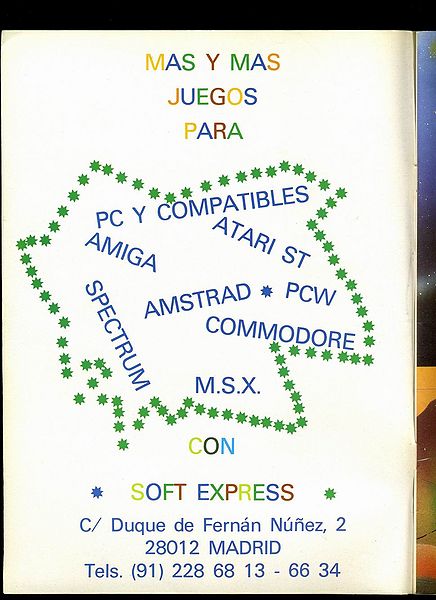 MAS Y MAS
JUEGOS
PARA
PC Y COMPATIBLES
ATARI ST
AMIGA
AMSTRAD * PCW
SPECTRUM
COMMODORE
M.S.X.
CON
* SOFT EXPRESS *
C/ Duque de Fernán Núñez, 2
28012 MADRID
Tels. (91) 228 68 13 - 66 34